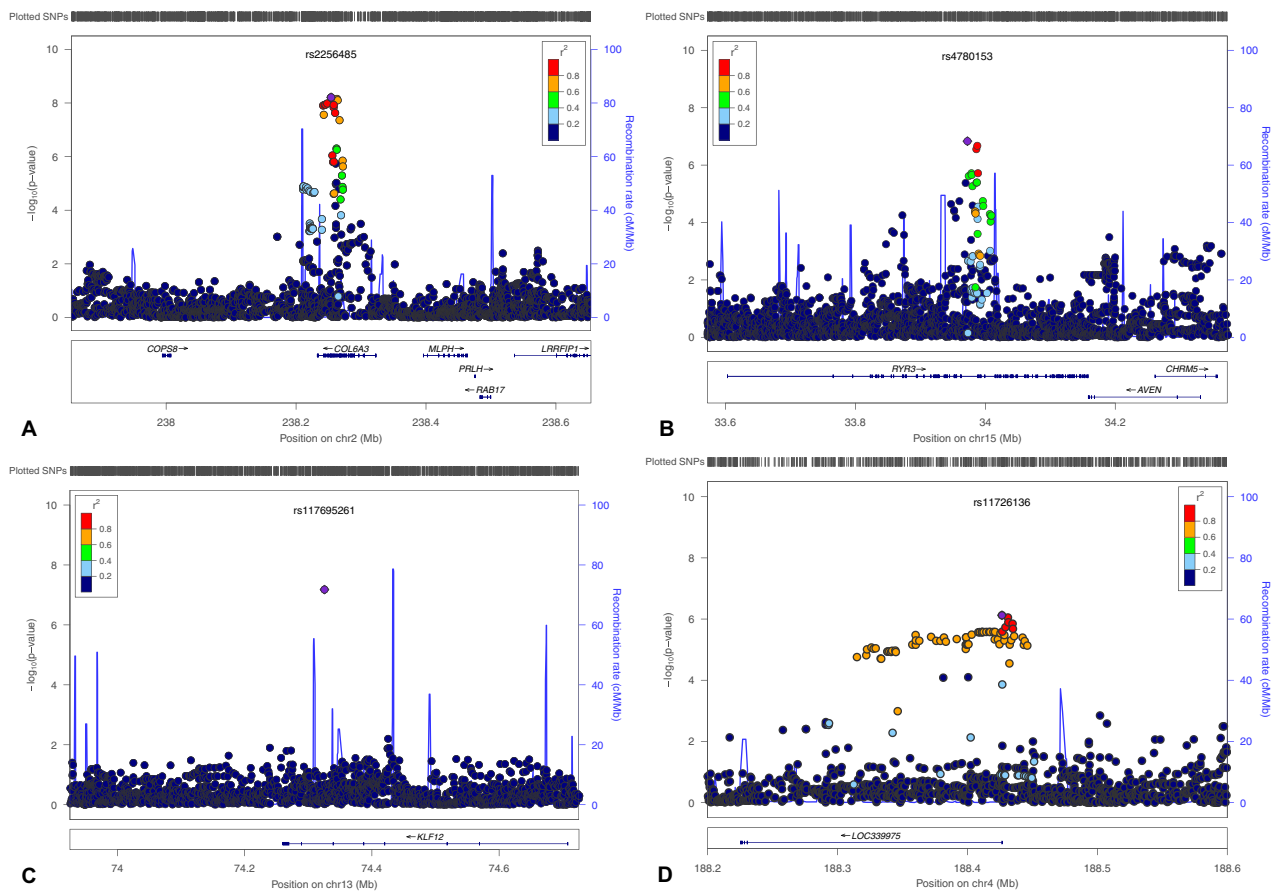 Plotted SNPs
rs2256485
−log10(p-value)
Recombination rate (cM/Mb)
r2
0.8
0.6
0.4
0.2
10
8
6
4
2
0
100
80
60
40
20
0
COPS8→
←COL6A3
MLPH→
LRRFIP1→
PRLH→
←RAB17
238
238.2
238.4
238.6
Position on chr2 (Mb)
A
Plotted SNPs
rs4780153
−log10(p-value)
Recombination rate (cM/Mb)
r2
0.8
0.6
0.4
0.2
10
8
6
4
2
0
100
80
60
40
20
0
RYR3→
CHRM5→
←AVEN
33.6
33.8
34
34.2
Position on chr15 (Mb)
B
Plotted SNPs
rs117695261
−log10(p-value)
Recombination rate (cM/Mb)
r2
0.8
0.6
0.4
0.2
10
8
6
4
2
0
100
80
60
40
20
0
←KLF12
74
74.2
74.4
74.6
Position on chr13 (Mb)
C
Plotted SNPs
rs11726136
−log10(p-value)
Recombination rate (cM/Mb)
r2
0.8
0.6
0.4
0.2
10
8
6
4
2
0
100
80
60
40
20
0
←LOC339975
188.2
188.3
188.4
188.5
188.6
Position on chr4 (Mb)
D